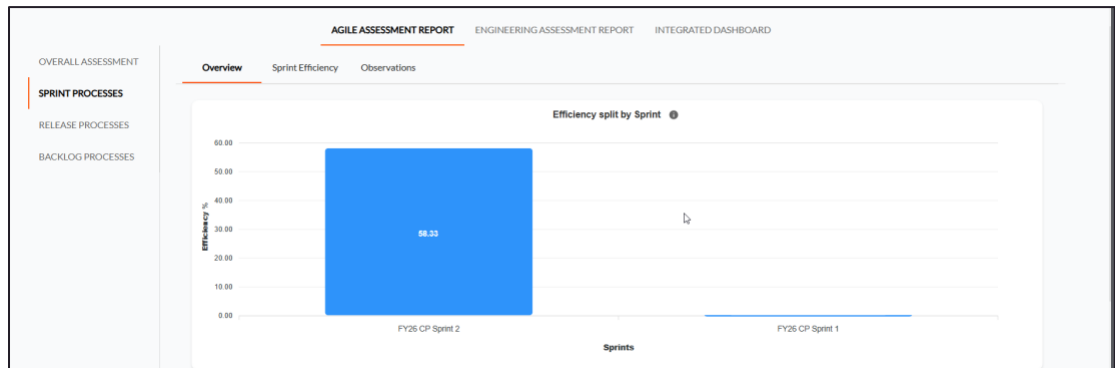 AGILE ASSESSMENT REPORT ENGINEERING ASSESSMENT REPORT INTEGRATED DASHBOARD
OVERALL ASSESSMENT
SPRINT PROCESSES
RELEASE PROCESSES
BACKLOG PROCESSES
Overview Sprint Efficiency Observations
Efficiency split by Sprint
Efficiency %
60.00
50.00
40.00
30.00
20.00
10.00
0.00
58.33
FY26 CP Sprint 2 FY26 CP Sprint 1
Sprints